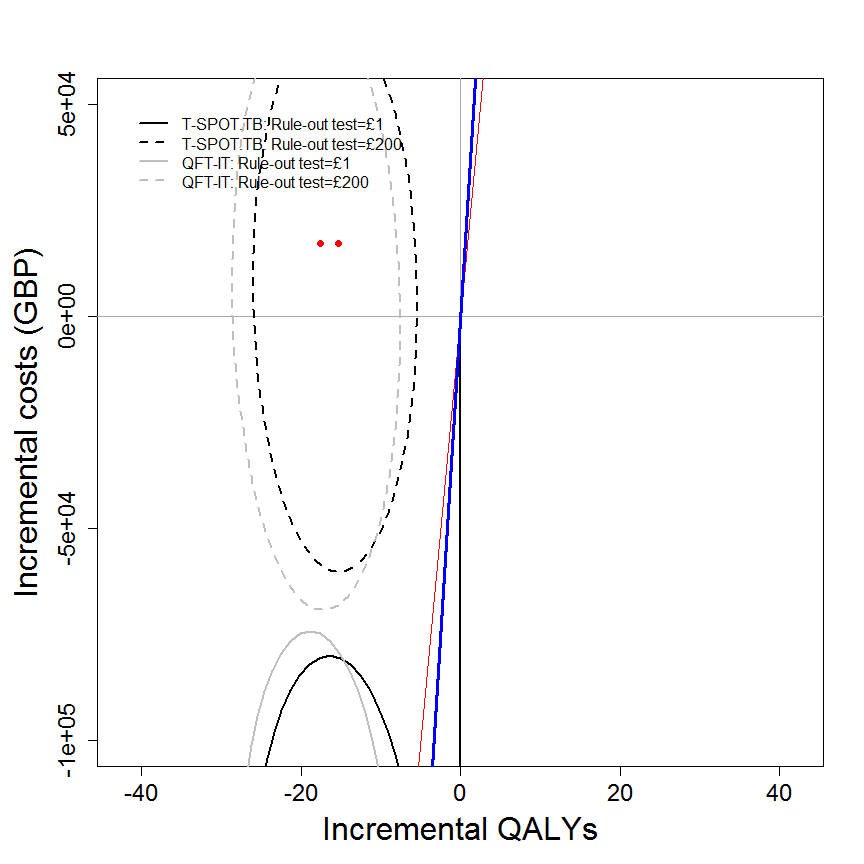 T-SPOT.TB: Rule-out test=£1
T-SPOT.TB: Rule-out test=£200
QFT-IT: Rule-out test=£1
QFT-IT: Rule-out test=£200
5e+04
0e+00
-5e+04
-1e+05
Incremental costs (GBP)
-40 -20 0 20 40
Incremental QALYs